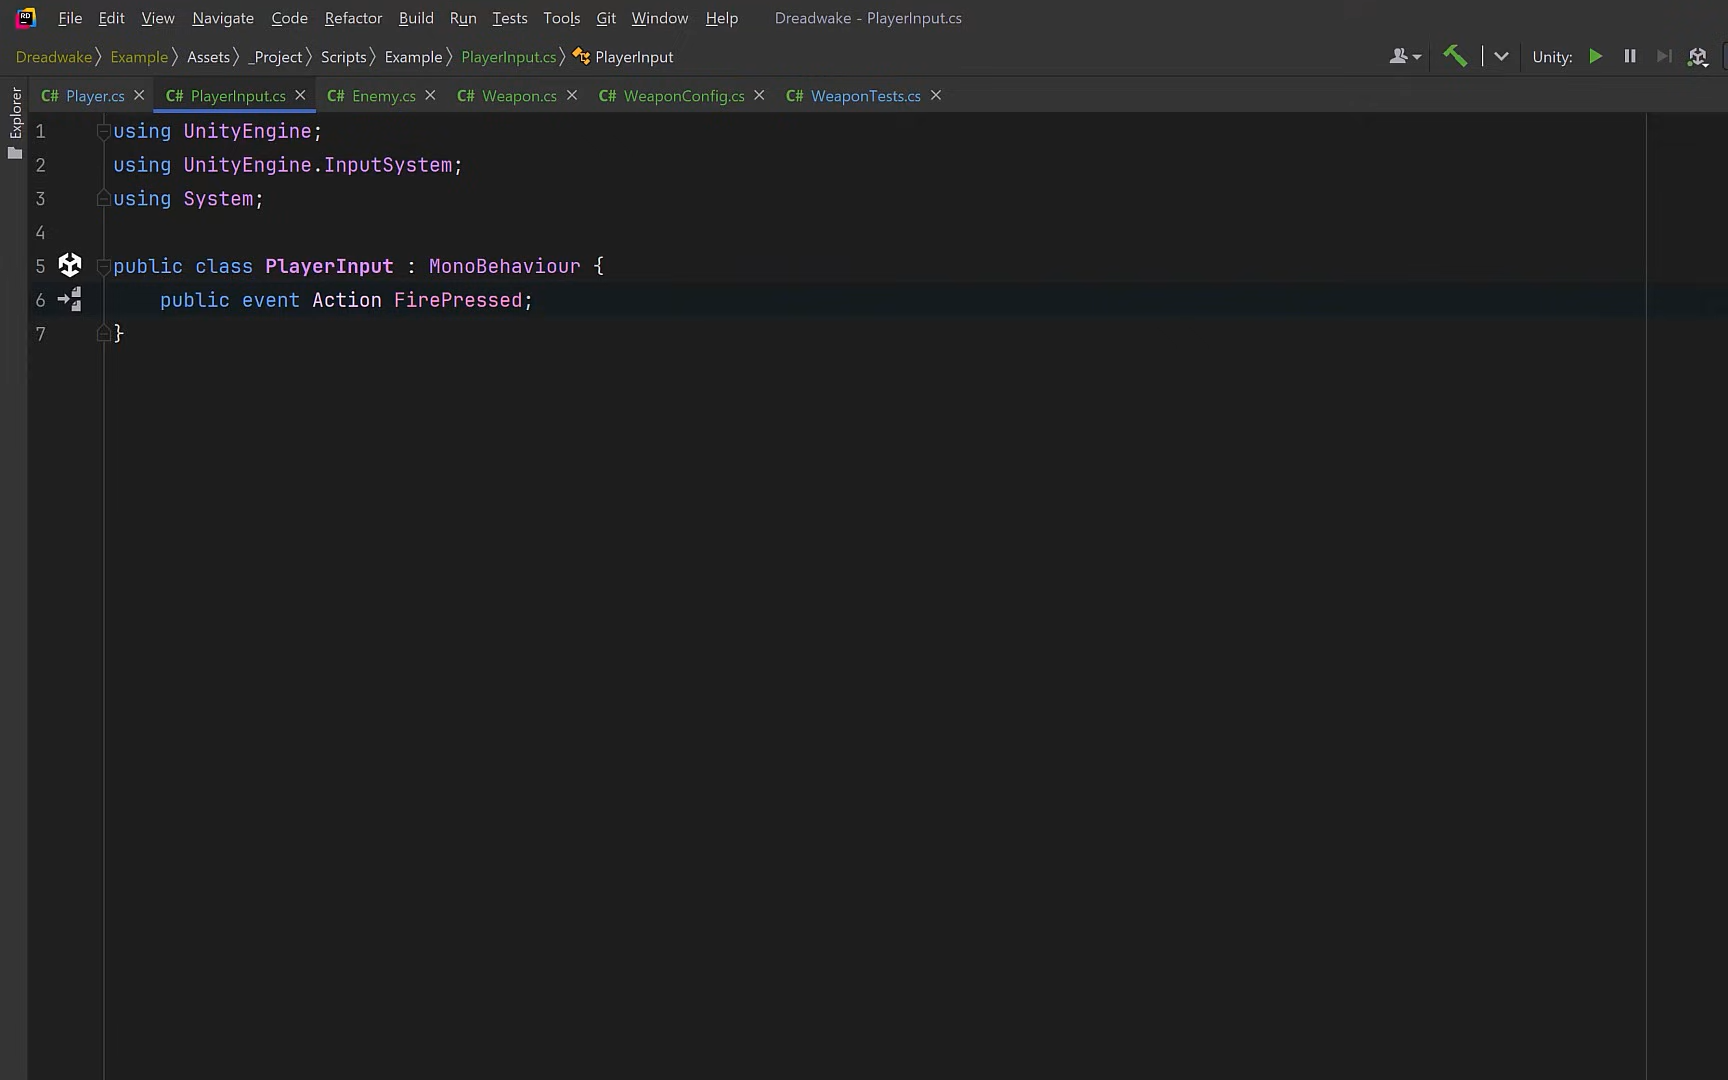 File Edit View Navigate Code Refactor Build Run Tests Tools Git Window Help Dreadwake - PlayerInput.cs
Dreadwake Example Assets _Project Scripts Example PlayerInput.cs PlayerInput Unity:
C# Player.cs C# PlayerInput.cs C# Enemy.cs C# Weapon.cs C# WeaponConfig.cs C# WeaponTests.cs
Explorer
1 using UnityEngine;
2 using UnityEngine.InputSystem;
3 using System;
4
5 public class PlayerInput : MonoBehaviour {
6 public event Action FirePressed;
7 }